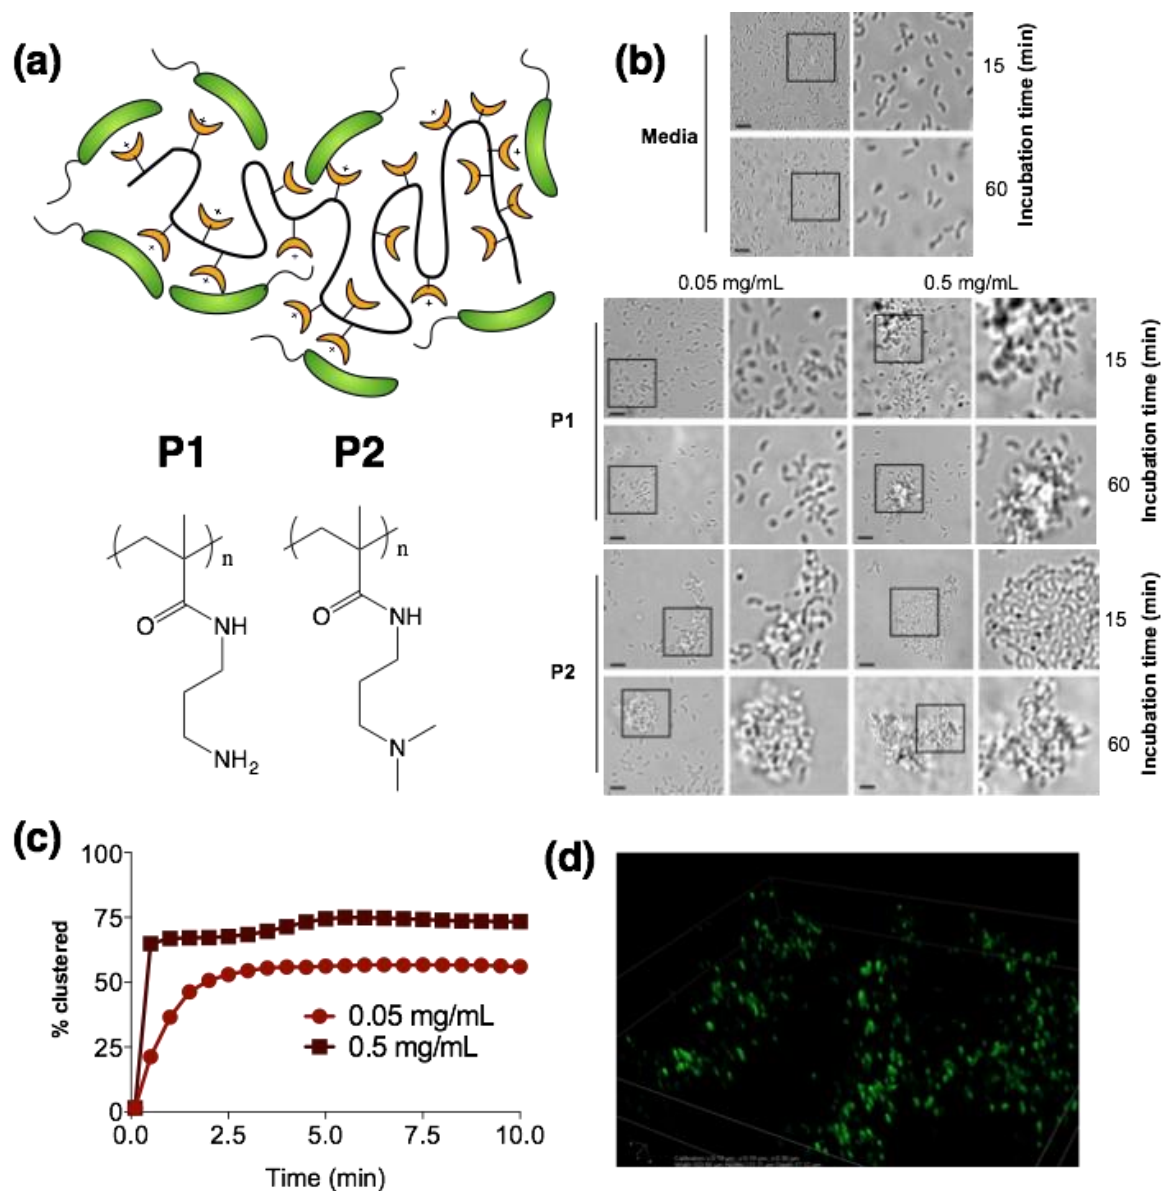 (a)
P1
P2
( ) n
( ) n
O
NH
NH2
O
NH
N
(b)
Media
15
60
Incubation time (min)
0.05 mg/mL
0.5 mg/mL
P1
15
60
Incubation time (min)
P2
15
60
Incubation time (min)
(c)
% clustered
100
75
50
25
0
0.0
2.5
5.0
7.5
10.0
Time (min)
0.05 mg/mL
0.5 mg/mL
(d)